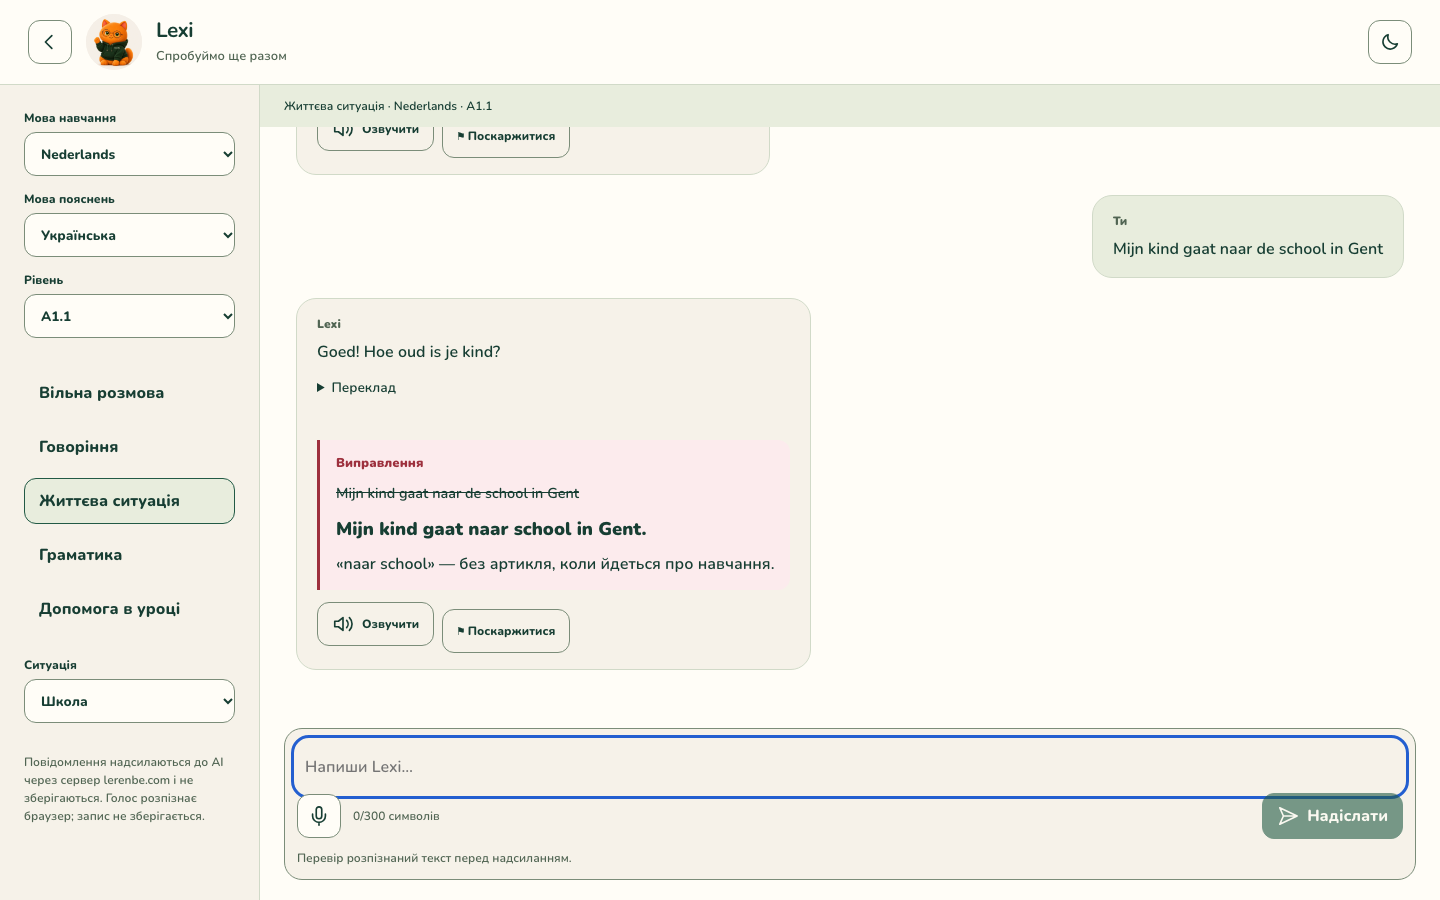 Lexi
Спробуймо ще разом
Мова навчання
Nederlands
Мова пояснень
Українська
Рівень
A1.1
Вільна розмова
Говоріння
Життєва ситуація
Граматика
Допомога в уроці
Ситуація
Школа
Повідомлення надсилаються до AI
через сервер lerenbe.com і не
зберігаються. Голос розпізнає
браузер; запис не зберігається.
Життєва ситуація · Nederlands · A1.1
Озвучити
Поскаржитися
Ти
Mijn kind gaat naar de school in Gent
Lexi
Goed! Hoe oud is je kind?
Переклад
Виправлення
Mijn kind gaat naar de school in Gent
Mijn kind gaat naar school in Gent.
«naar school» — без артикля, коли йдеться про навчання.
Озвучити
Поскаржитися
Напиши Lexi...
0/300 символів
Надіслати
Перевір розпізнаний текст перед надсиланням.